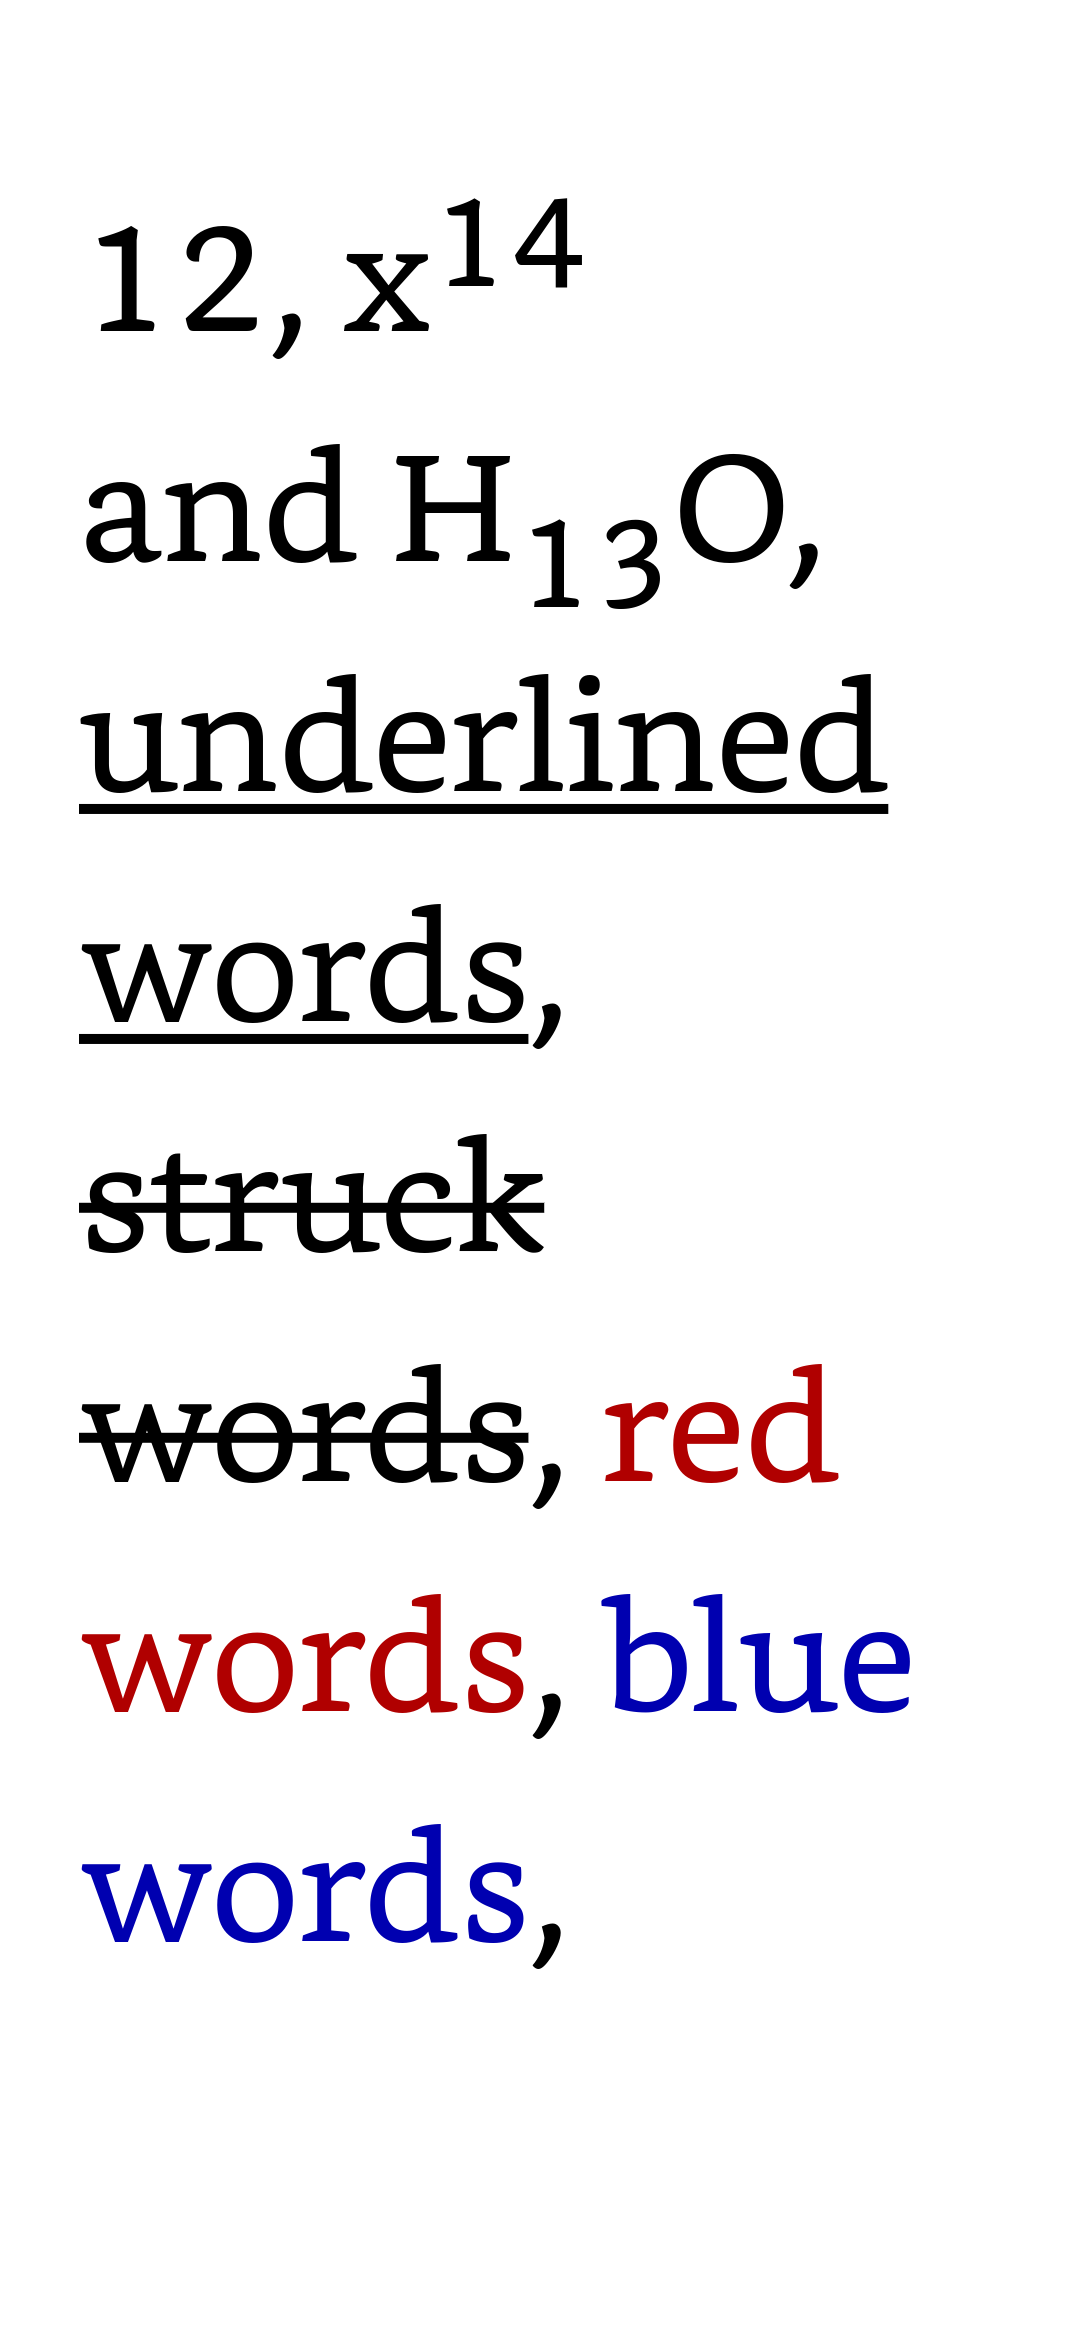 12, x¹⁴
and H₁₃O,
underlined
words,
struck
words, red
words, blue
words,